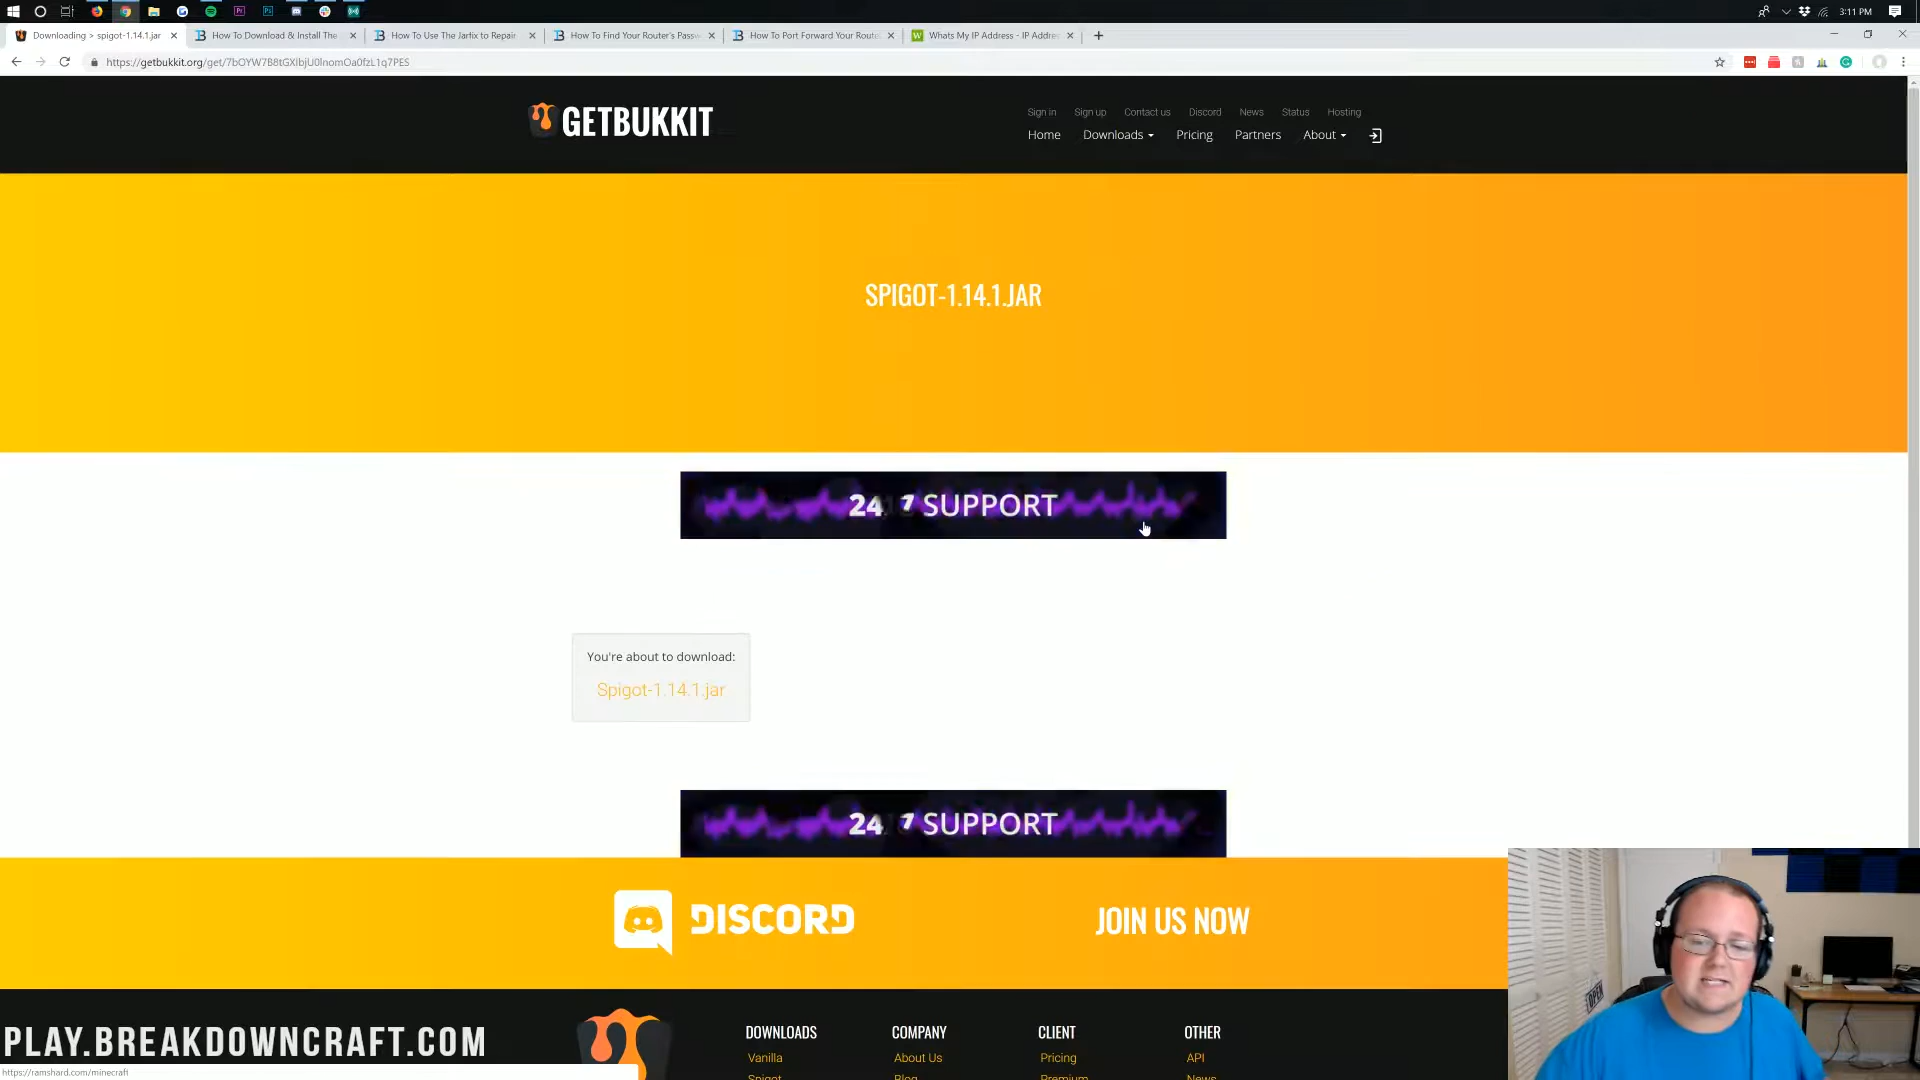 3:11 PM
Downloading > spigot-1.14.1.jar
How To Download & Install The
How To Use The Jarfix to Repair
How To Find Your Router's Passw
How To Port Forward Your Route
Whats My IP Address - IP Addre
https://getbukkit.org/get/
GETBUKKIT
Sign in Sign up Contact us Discord News Status Hosting
Home Downloads Pricing Partners About
SPIGOT-1.14.1.JAR
24 7 SUPPORT
You're about to download:
Spigot-1.14.1.jar
24 7 SUPPORT
DISCORD
JOIN US NOW
OPEN
PLAY.BREAKDOWNCRAFT.COM
DOWNLOADS COMPANY CLIENT OTHER
Vanilla About Us Pricing API
Spigot Blog Premium News
https://ramshard.com/minecraft